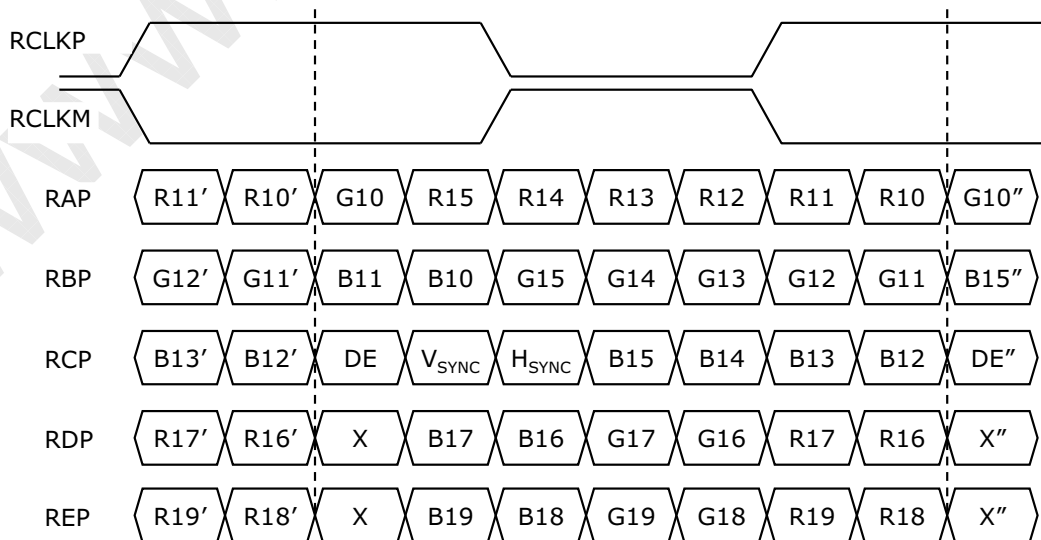 RCLKP
RCLKM
RAP R11′ R10′ G10 R15 R14 R13 R12 R11 R10 G10″
RBP G12′ G11′ B11 B10 G15 G14 G13 G12 G11 B15″
RCP B13′ B12′ DE VSYNC HSYNC B15 B14 B13 B12 DE″
RDP R17′ R16′ X B17 B16 G17 G16 R17 R16 X″
REP R19′ R18′ X B19 B18 G19 G18 R19 R18 X″